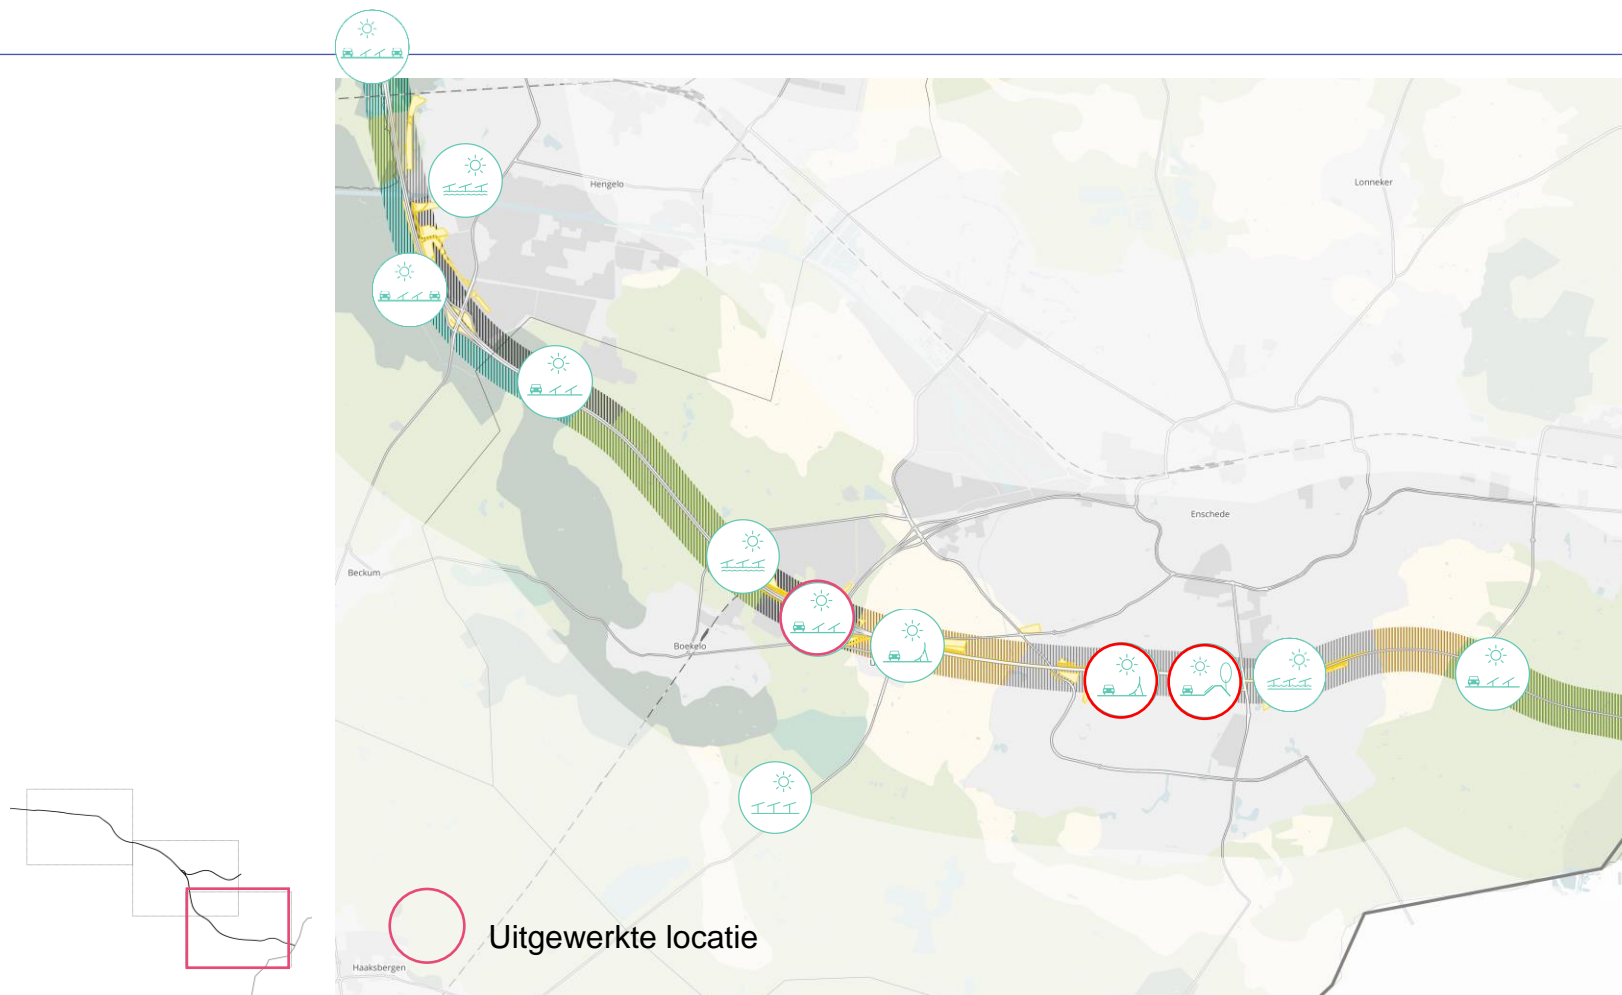 Hengelo
Lonneker
Enschede
Beckum
Boekelo
Uitgewerkte locatie
Haaksbergen